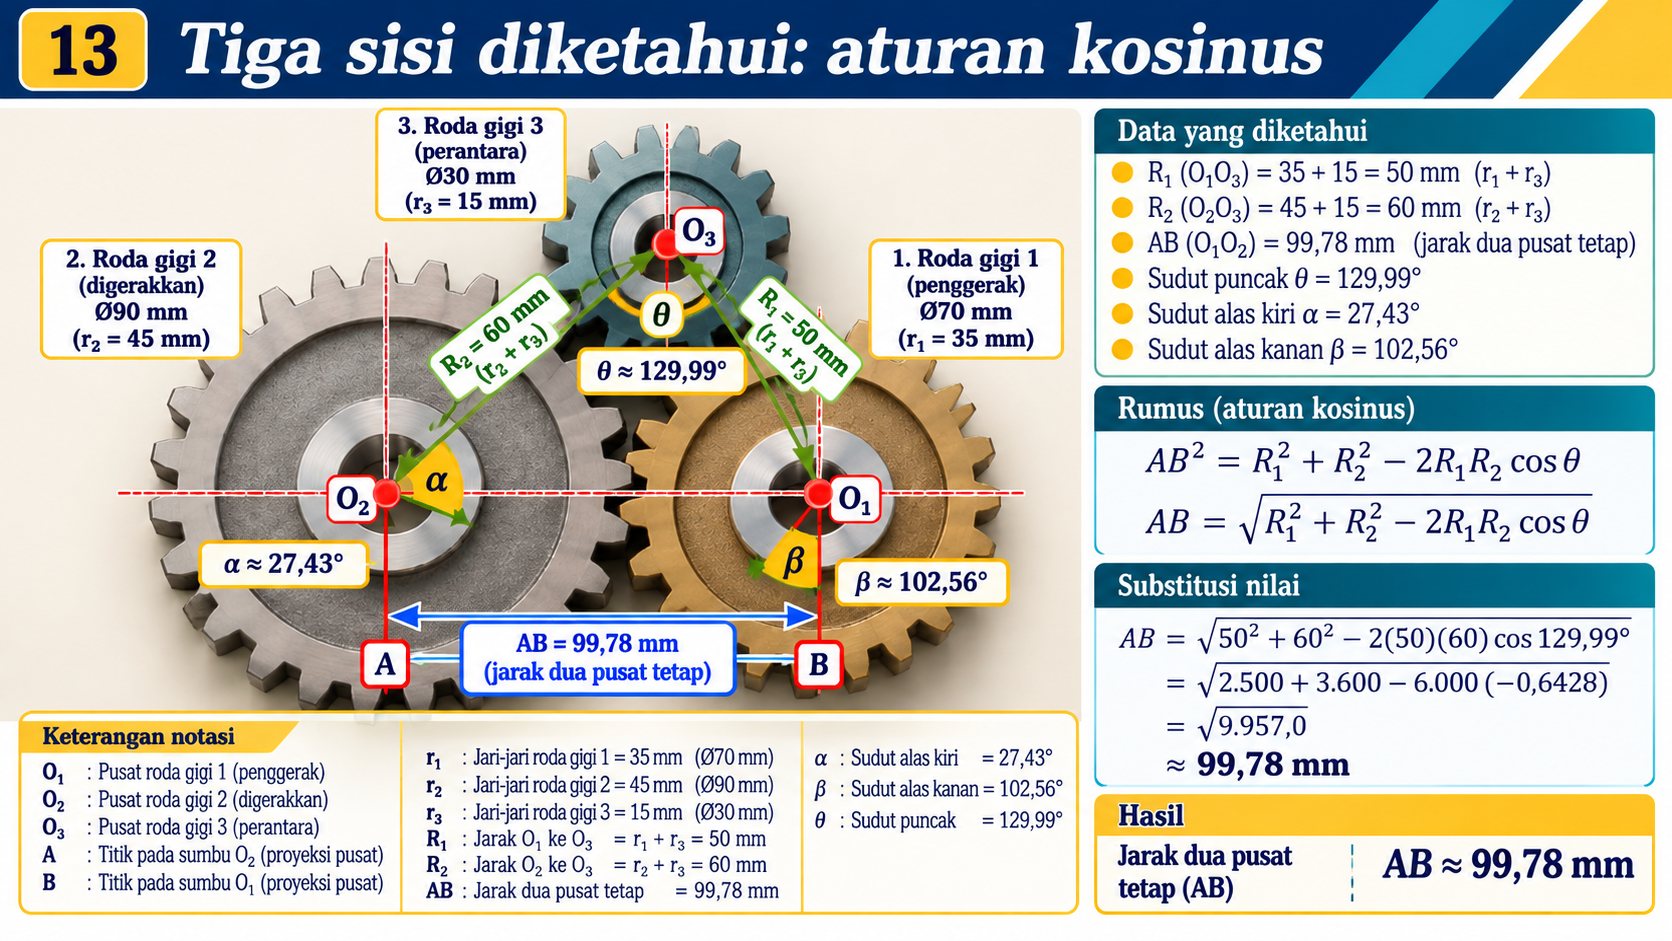 13
Tiga sisi diketahui: aturan kosinus
3. Roda gigi 3
(perantara)
Ø30 mm
(r₃ = 15 mm)
2. Roda gigi 2
(digerakkan)
Ø90 mm
(r₂ = 45 mm)
1. Roda gigi 1
(penggerak)
Ø70 mm
(r₁ = 35 mm)
O₃
R₂ = 60 mm
(r₂ + r₃)
θ
R₁ = 50 mm
(r₁ + r₃)
θ ≈ 129,99°
O₂
α
O₁
α ≈ 27,43°
β
β ≈ 102,56°
AB = 99,78 mm
(jarak dua pusat tetap)
A
B
Keterangan notasi
O₁ : Pusat roda gigi 1 (penggerak)
O₂ : Pusat roda gigi 2 (digerakkan)
O₃ : Pusat roda gigi 3 (perantara)
A : Titik pada sumbu O₂ (proyeksi pusat)
B : Titik pada sumbu O₁ (proyeksi pusat)
r₁ : Jari-jari roda gigi 1 = 35 mm (Ø70 mm)
r₂ : Jari-jari roda gigi 2 = 45 mm (Ø90 mm)
r₃ : Jari-jari roda gigi 3 = 15 mm (Ø30 mm)
R₁ : Jarak O₁ ke O₃ = r₁ + r₃ = 50 mm
R₂ : Jarak O₂ ke O₃ = r₂ + r₃ = 60 mm
AB : Jarak dua pusat tetap = 99,78 mm
α : Sudut alas kiri = 27,43°
β : Sudut alas kanan = 102,56°
θ : Sudut puncak = 129,99°
Data yang diketahui
R₁ (O₁O₃) = 35 + 15 = 50 mm (r₁ + r₃)
R₂ (O₂O₃) = 45 + 15 = 60 mm (r₂ + r₃)
AB (O₁O₂) = 99,78 mm (jarak dua pusat tetap)
Sudut puncak θ = 129,99°
Sudut alas kiri α = 27,43°
Sudut alas kanan β = 102,56°
Rumus (aturan kosinus)
AB² = R₁² + R₂² − 2R₁R₂ cos θ
AB = √(R₁² + R₂² − 2R₁R₂ cos θ)
Substitusi nilai
AB = √(50² + 60² − 2(50)(60) cos 129,99°)
= √(2.500 + 3.600 − 6.000 (−0,6428))
= √9.957,0
≈ 99,78 mm
Hasil
Jarak dua pusat
tetap (AB)
AB ≈ 99,78 mm